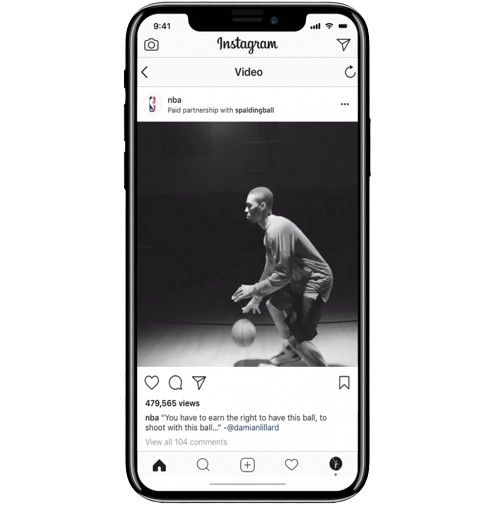 9:41
Instagram
Video
nba
Paid partnership with spaldingball
479,565 views
nba “You have to earn the right to have this ball, to
shoot with this ball...” -@damianlillard
View all 104 comments